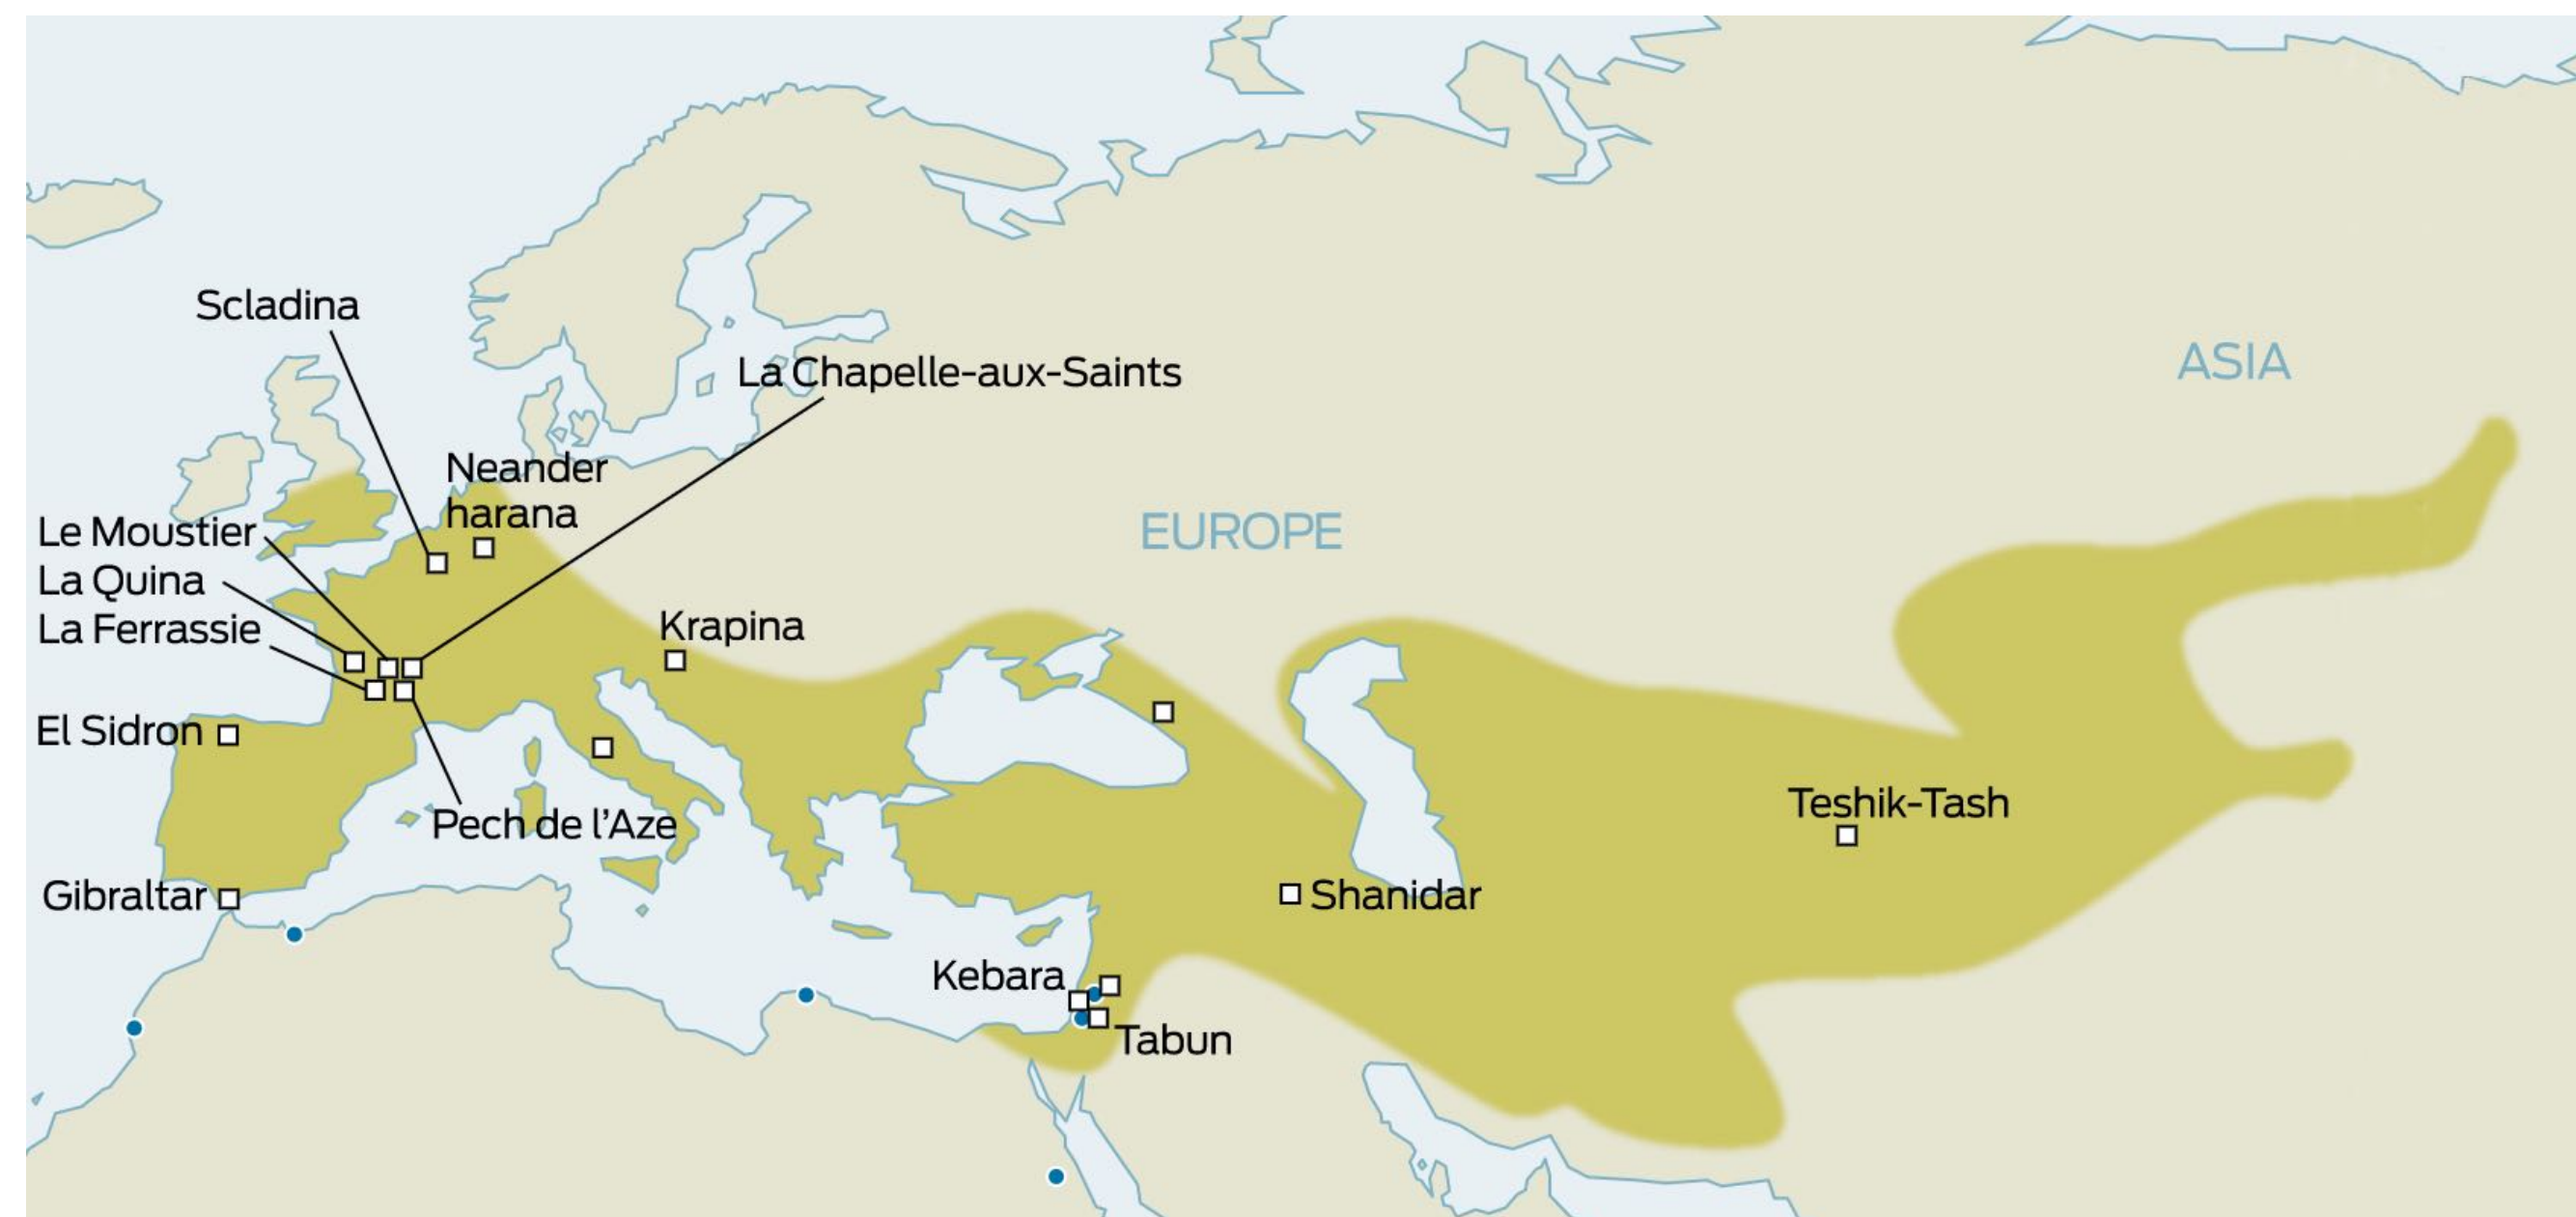 Scladina
La Chapelle-aux-Saints
ASIA
Neander
harana
Le Moustier
EUROPE
La Quina
La Ferrassie
Krapina
El Sidron
Teshik-Tash
Pech de l'Aze
Gibraltar
Shanidar
Kebara
Tabun